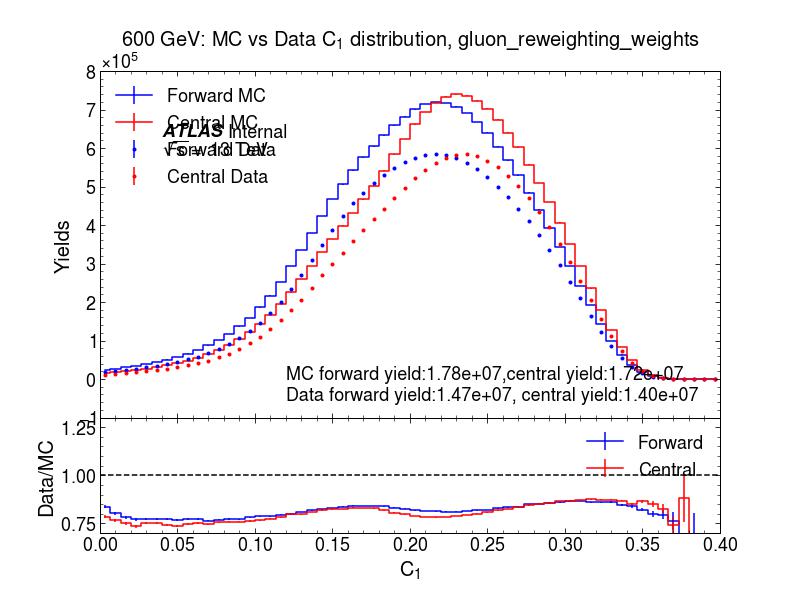 600 GeV: MC vs Data C₁ distribution, gluon_reweighting_weights
×10⁵
8
7
6
5
4
3
2
1
0
−1
Yields
Forward MC
Central MC
ATLAS Internal
√s = 13 TeV
Forward Data
Central Data
MC forward yield:1.78e+07,central yield:1.72e+07
Data forward yield:1.47e+07, central yield:1.40e+07
1.25
1.00
0.75
Data/MC
Forward
Central
0.00 0.05 0.10 0.15 0.20 0.25 0.30 0.35 0.40
C₁